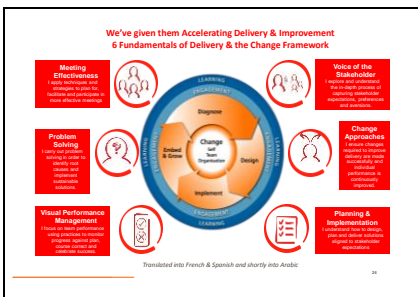 We've given them Accelerating Delivery & Improvement
6 Fundamentals of Delivery & the Change Framework
Meeting
Effectiveness
I apply techniques and
strategies to plan for,
facilitate and participate in
more effective meetings
Voice of the
Stakeholder
I explore and understand
the in-depth process of
capturing stakeholder
expectations, preferences
and aversions.
Problem
Solving
I carry out problem
solving in order to
identify root
causes and
implement
sustainable
solutions.
Change
Approaches
I ensure changes
required to improve
delivery are made
successfully and
individual
performance is
continuously
improved.
Visual Performance
Management
I focus on team performance
using practices to monitor
progress against plan,
course correct and
celebrate success.
Planning &
Implementation
I understand how to design,
plan and deliver solutions
aligned to stakeholder
expectations
LEARNING
ENGAGEMENT
LEARNING
ENGAGEMENT
LEARNING
ENGAGEMENT
LEARNING
ENGAGEMENT
Diagnose
Design
Implement
Embed
& Grow
Change
Self
Team
Organisation
Translated into French & Spanish and shortly into Arabic